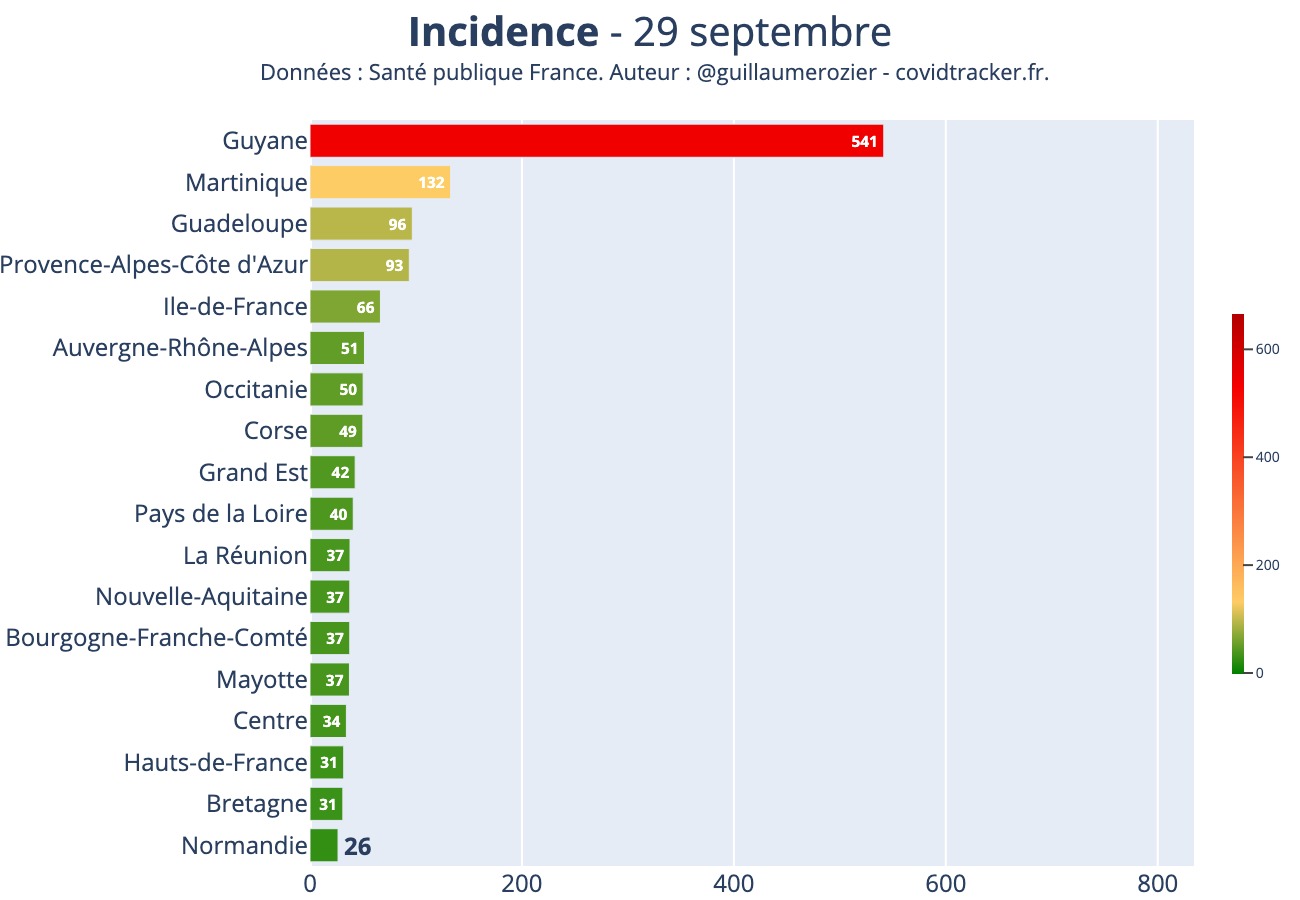 Incidence - 29 septembre
Données : Santé publique France. Auteur : @guillaumerozier - covidtracker.fr.
Guyane 541
Martinique 132
Guadeloupe 96
Provence-Alpes-Côte d'Azur 93
Ile-de-France 66
Auvergne-Rhône-Alpes 51
Occitanie 50
Corse 49
Grand Est 42
Pays de la Loire 40
La Réunion 37
Nouvelle-Aquitaine 37
Bourgogne-Franche-Comté 37
Mayotte 37
Centre 34
Hauts-de-France 31
Bretagne 31
Normandie 26
0 200 400 600 800
600
400
200
0